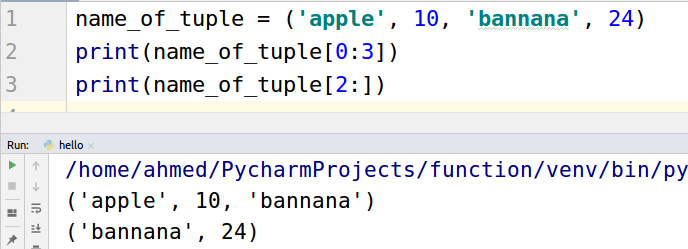 1 name_of_tuple = ('apple', 10, 'bannana', 24)
2 print(name_of_tuple[0:3])
3 print(name_of_tuple[2:])
Run: hello ×
/home/ahmed/PycharmProjects/function/venv/bin/py
('apple', 10, 'bannana')
('bannana', 24)